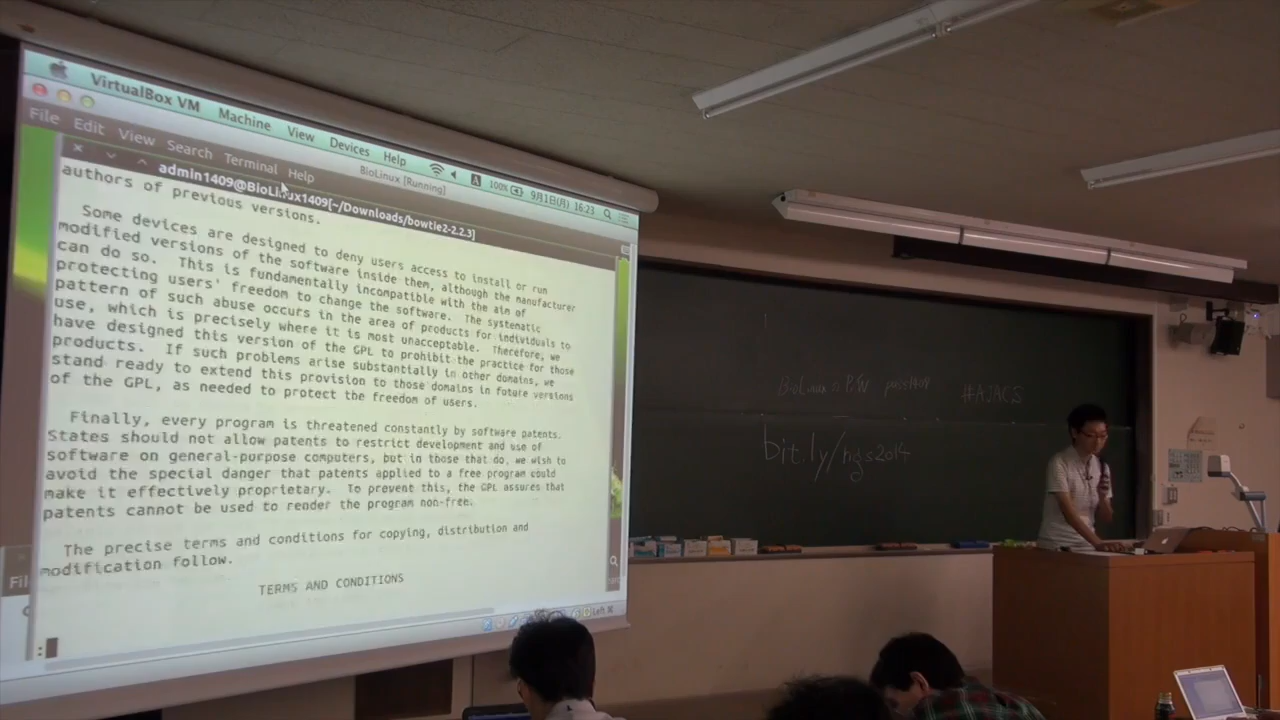 VirtualBox VM Machine View Devices Help 100% 9月1日(月) 16:23
BioLinux [Running]
File Edit View Search Terminal Help
admin1409@BioLinux1409[~/Downloads/bowtie2-2.2.3]
authors of previous versions.
Some devices are designed to deny users access to install or run
modified versions of the software inside them, although the manufacturer
can do so. This is fundamentally incompatible with the aim of
protecting users' freedom to change the software. The systematic
pattern of such abuse occurs in the area of products for individuals to
use, which is precisely where it is most unacceptable. Therefore, we
have designed this version of the GPL to prohibit the practice for those
products. If such problems arise substantially in other domains, we
stand ready to extend this provision to those domains in future versions
of the GPL, as needed to protect the freedom of users.
Finally, every program is threatened constantly by software patents.
States should not allow patents to restrict development and use of
software on general-purpose computers, but in those that do, we wish to
avoid the special danger that patents applied to a free program could
make it effectively proprietary. To prevent this, the GPL assures that
patents cannot be used to render the program non-free.
The precise terms and conditions for copying, distribution and
modification follow.
TERMS AND CONDITIONS
:
Left ⌘
BioLinux
#AJACS
bit.ly/ngs2014